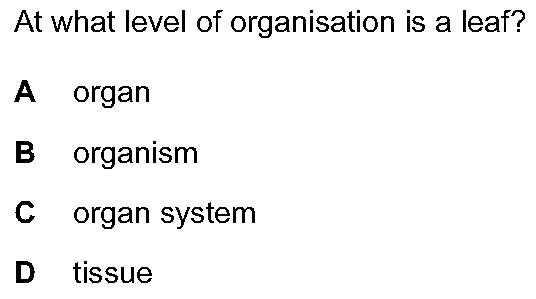 At what level of organisation is a leaf?
A organ
B organism
C organ system
D tissue